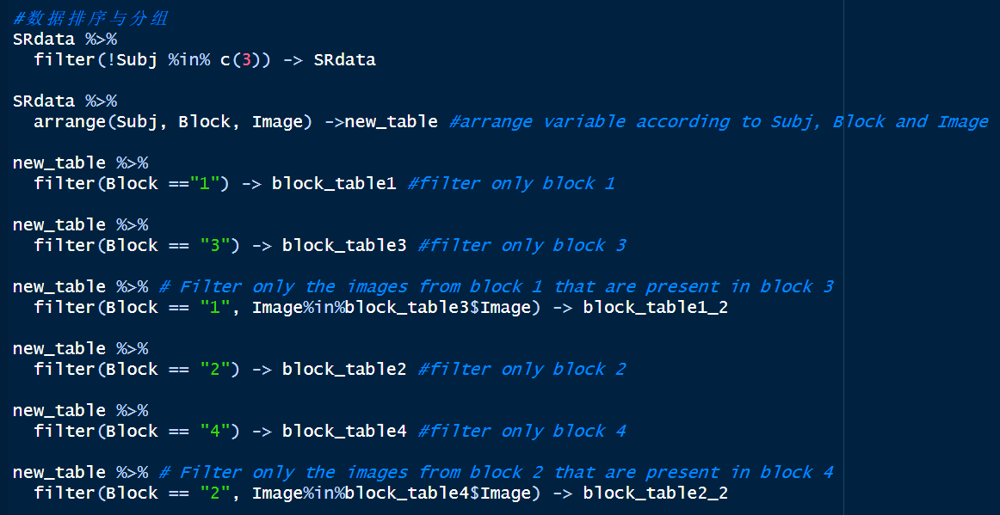 #数据排序与分组
SRdata %>%
  filter(!Subj %in% c(3)) -> SRdata
SRdata %>%
  arrange(Subj, Block, Image) ->new_table #arrange variable according to Subj, Block and Image
new_table %>%
  filter(Block =="1") -> block_table1 #filter only block 1
new_table %>%
  filter(Block == "3") -> block_table3 #filter only block 3
new_table %>% # Filter only the images from block 1 that are present in block 3
  filter(Block == "1", Image%in%block_table3$Image) -> block_table1_2
new_table %>%
  filter(Block == "2") -> block_table2 #filter only block 2
new_table %>%
  filter(Block == "4") -> block_table4 #filter only block 4
new_table %>% # Filter only the images from block 2 that are present in block 4
  filter(Block == "2", Image%in%block_table4$Image) -> block_table2_2